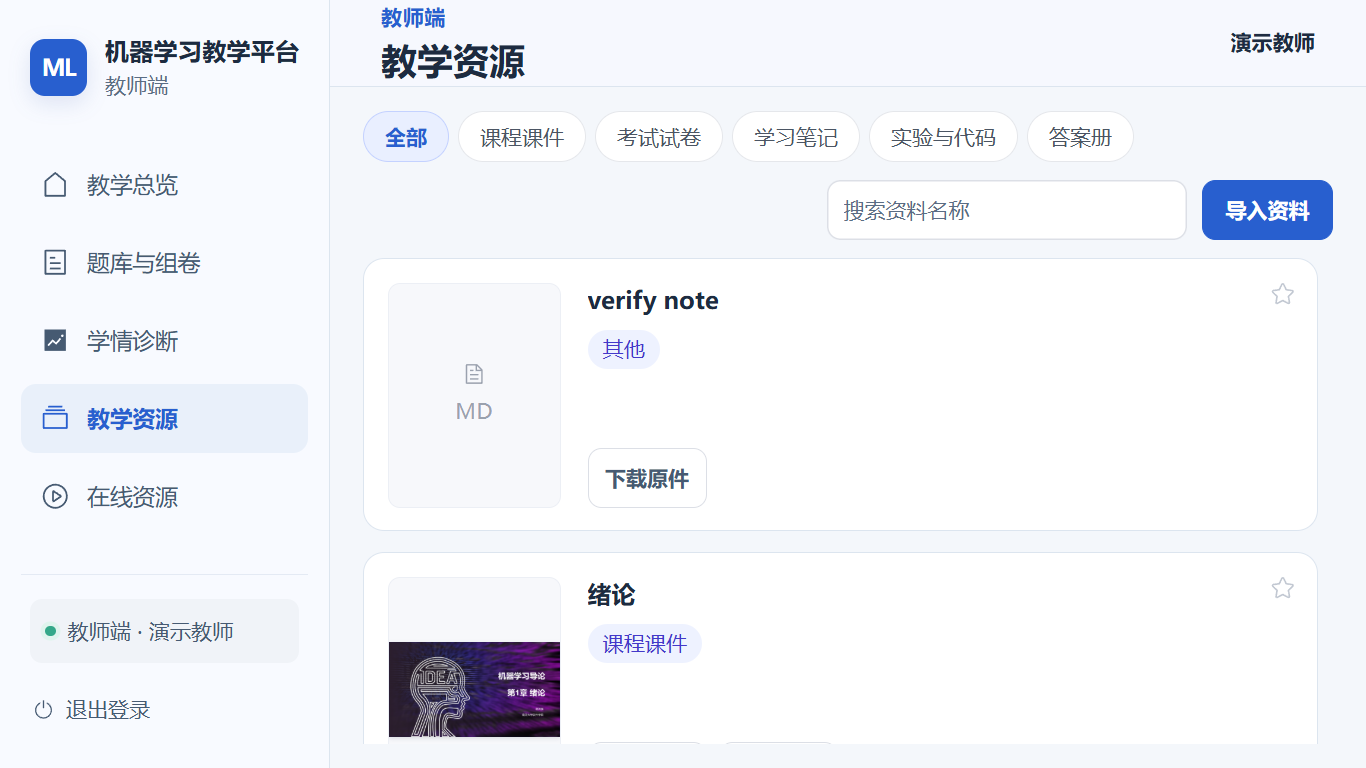 ML
机器学习教学平台
教师端
教学总览
题库与组卷
学情诊断
教学资源
在线资源
教师端 · 演示教师
退出登录
教师端
教学资源
演示教师
全部
课程课件
考试试卷
学习笔记
实验与代码
答案册
搜索资料名称
导入资料
verify note
其他
MD
下载原件
绪论
课程课件
IDEA
机器学习导论
第1章 绪论